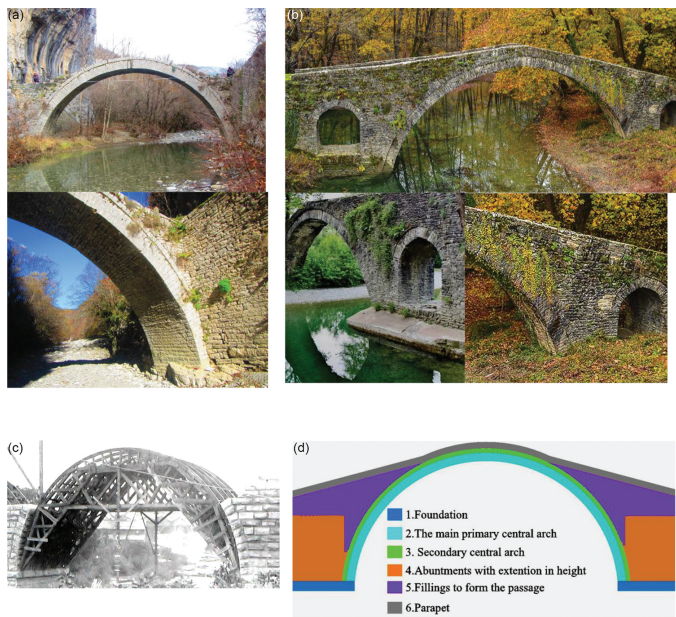 (a)
(b)
(c)
(d)
1.Foundation
2.The main primary central arch
3. Secondary central arch
4.Abuntments with extention in height
5.Fillings to form the passage
6.Parapet